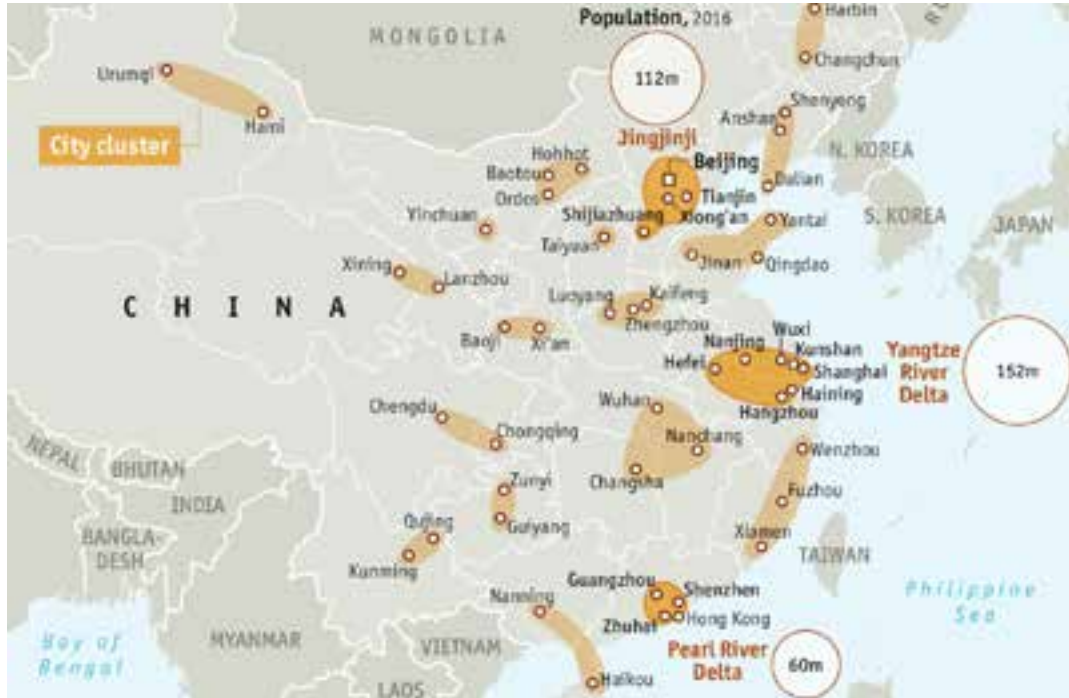 Population, 2016
112m
Jingjinji
MONGOLIA
Harbin
Changchun
Urumqi
Hami
City cluster
Shenyang
Anshan
Dalian
N. KOREA
S. KOREA
JAPAN
Hohhot
Baotou
Ordos
Beijing
Tianjin
Xiong'an
Shijiazhuang
Taiyuan
Yinchuan
Yantai
Jinan
Qingdao
Xining
Lanzhou
CHINA
Luoyang
Kaifeng
Zhengzhou
Baoji
Xi'an
Wuxi
Nanjing
Kunshan
Hefei
Shanghai
Haining
Hangzhou
Yangtze
River
Delta
152m
Chengdu
Chongqing
Wuhan
Nanchang
Changsha
Wenzhou
Fuzhou
Xiamen
Zunyi
Guiyang
Qujing
Kunming
NEPAL
BHUTAN
INDIA
BANGLA-
DESH
TAIWAN
Guangzhou
Shenzhen
Hong Kong
Zhuhai
Nanning
Haikou
Pearl River
Delta
60m
Philippine
Sea
Bay of
Bengal
MYANMAR
VIETNAM
LAOS